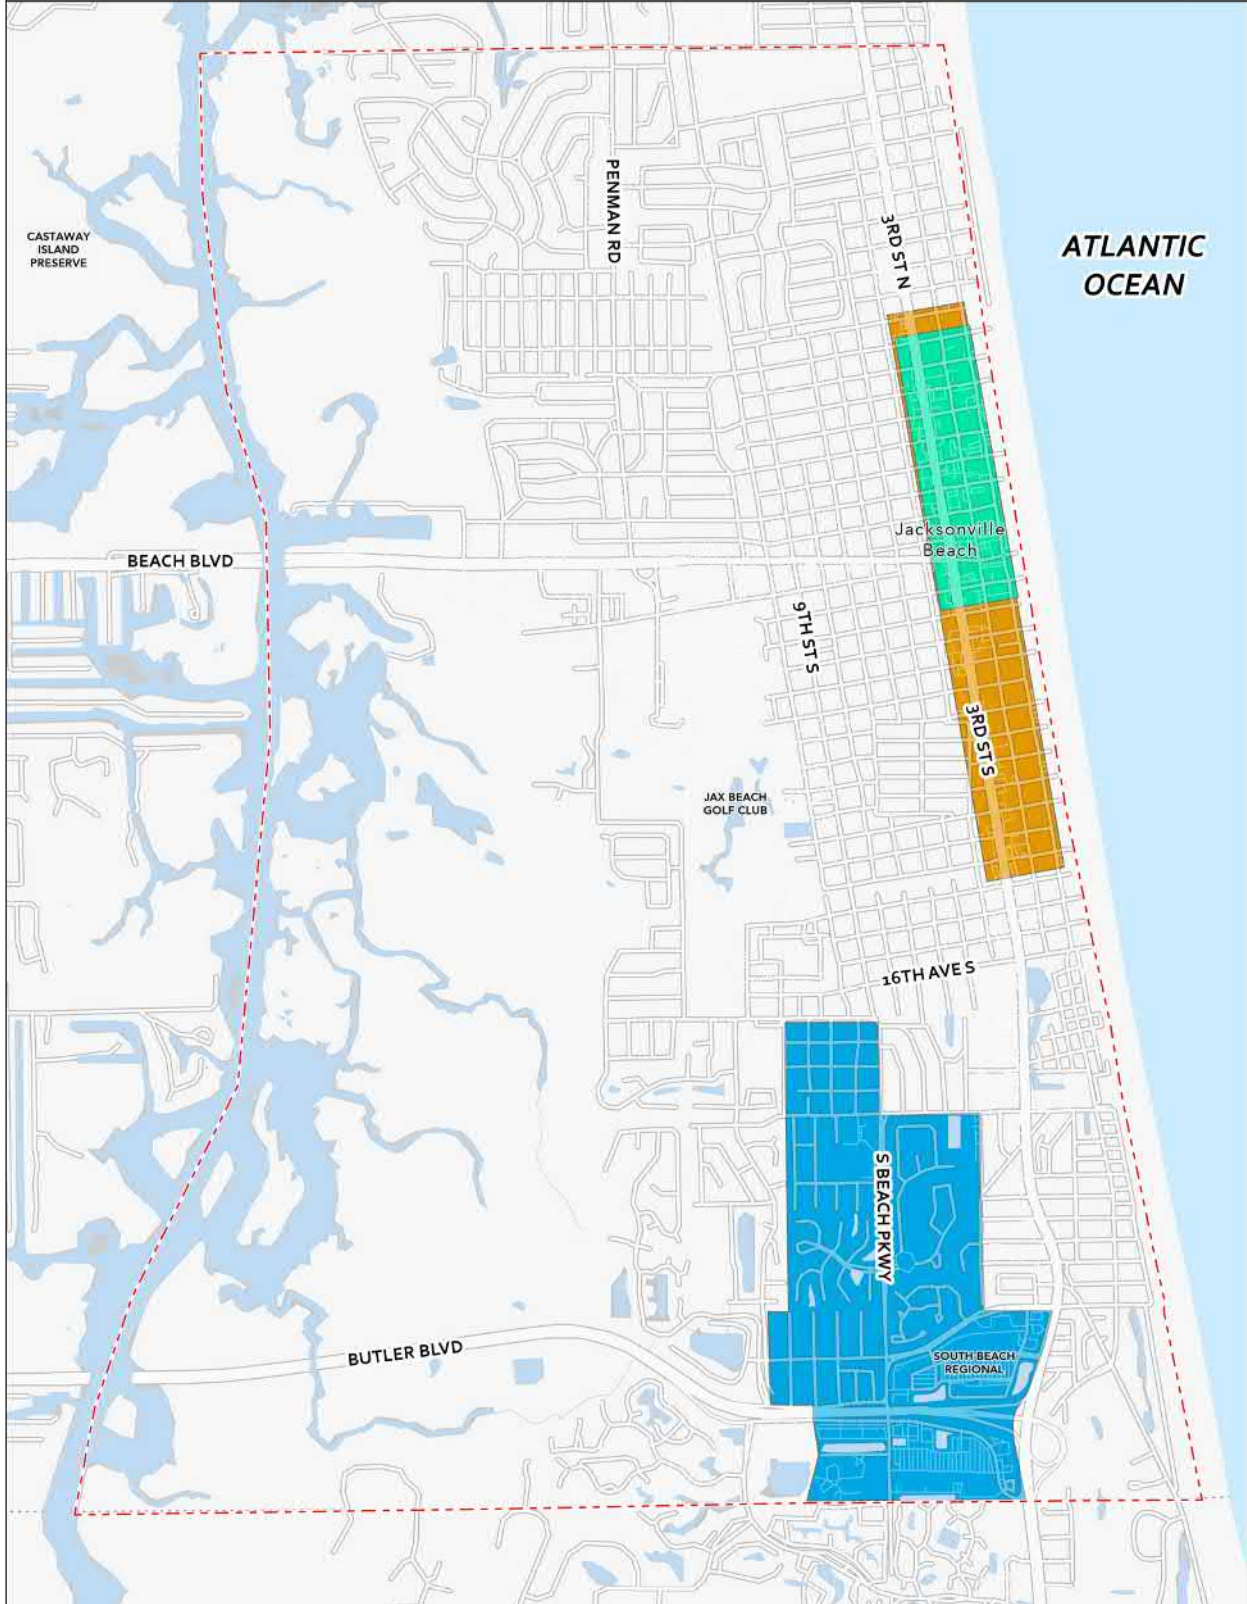 PENMAN RD
3RD ST N
CASTAWAY
ISLAND
PRESERVE
ATLANTIC
OCEAN
Jacksonville
Beach
BEACH BLVD
9TH ST S
3RD ST S
JAX BEACH
GOLF CLUB
16TH AVE S
S BEACH PKWY
BUTLER BLVD
SOUTH BEACH
REGIONAL